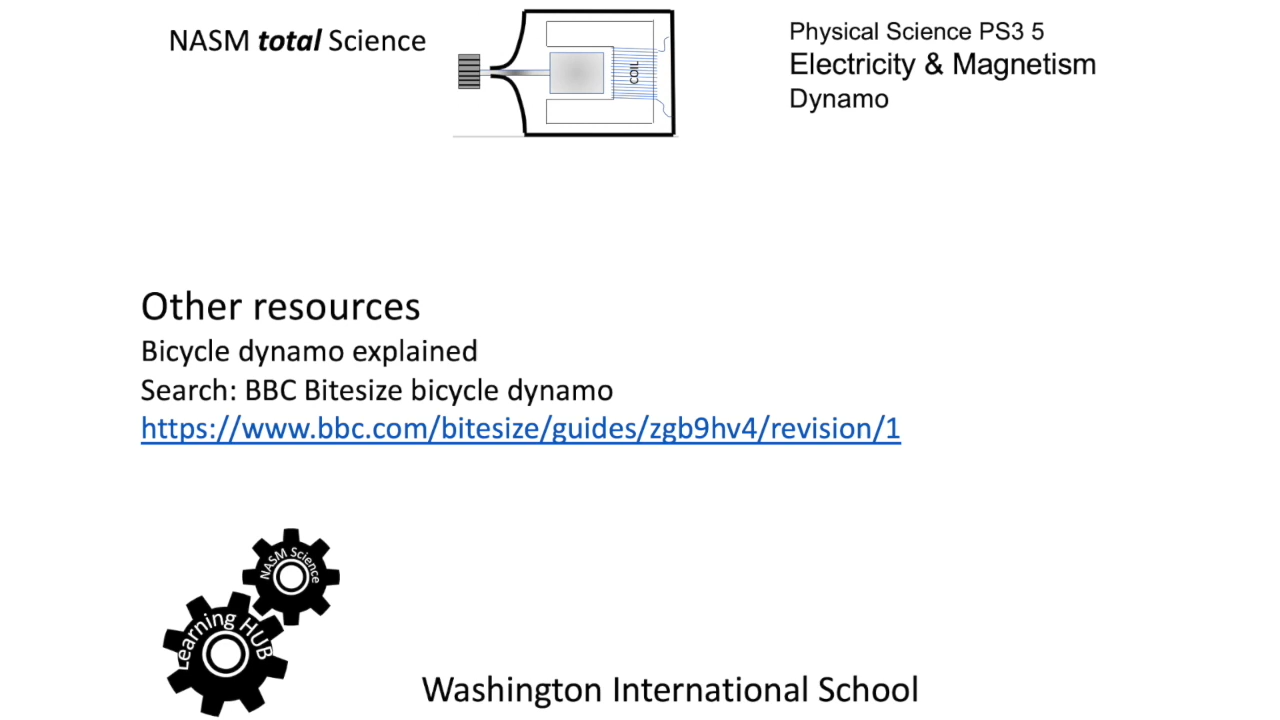 NASM total Science
COIL
Physical Science PS3 5
Electricity & Magnetism
Dynamo
Other resources
Bicycle dynamo explained
Search: BBC Bitesize bicycle dynamo
https://www.bbc.com/bitesize/guides/zgb9hv4/revision/1
NASM Science
Learning HUB
Washington International School